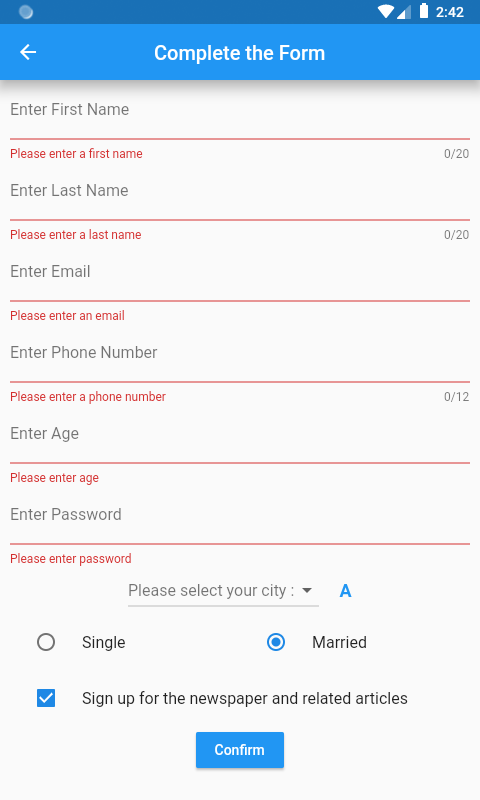 2:42
Complete the Form
Enter First Name
Please enter a first name 0/20
Enter Last Name
Please enter a last name 0/20
Enter Email
Please enter an email
Enter Phone Number
Please enter a phone number 0/12
Enter Age
Please enter age
Enter Password
Please enter password
Please select your city : A
Single Married
Sign up for the newspaper and related articles
Confirm